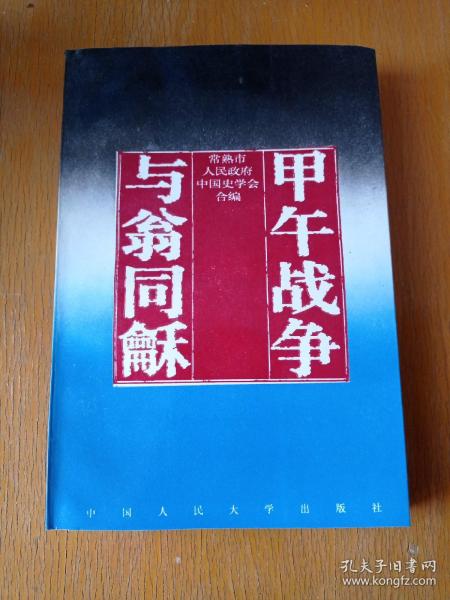 甲午战争
常熟市
人民政府
中国史学会
合编
与翁同龢
中国人民大学出版社
孔夫子旧书网
www.kongfz.com